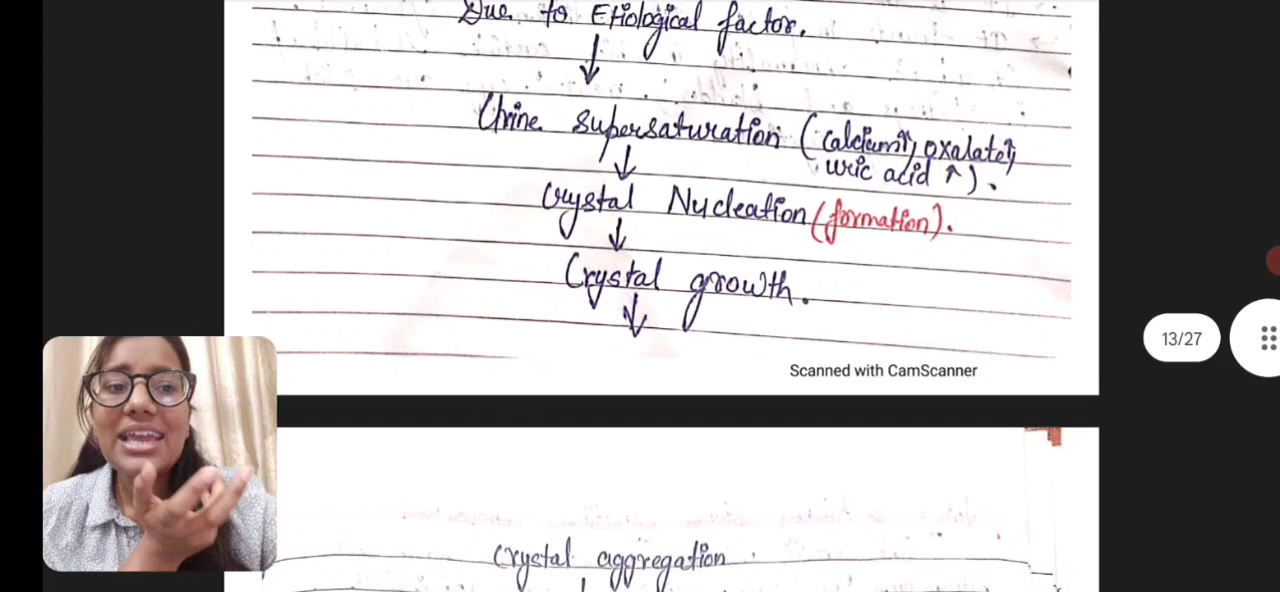 Due to Etiological factor.
↓
Urine supersaturation (calcium↑, oxalate↑,
uric acid ↑).
↓
Crystal Nucleation (formation).
↓
Crystal growth.
↓
Scanned with CamScanner
13/27
Crystal aggregation